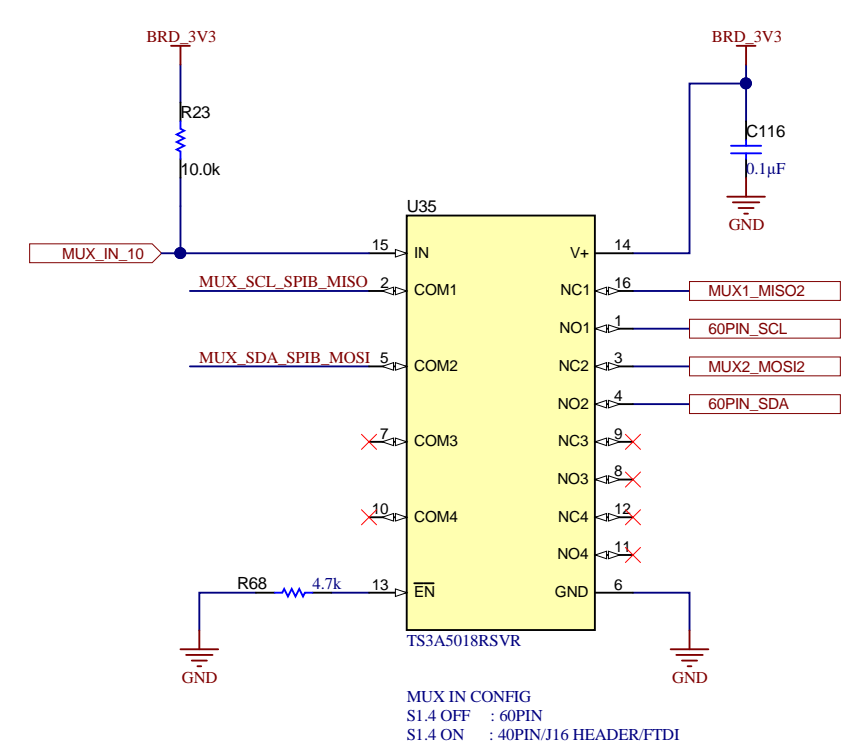 BRD_3V3
BRD_3V3
R23
10.0k
C116
0.1µF
GND
U35
MUX_IN_10
15 IN
V+ 14
MUX_SCL_SPIB_MISO 2 COM1
NC1 16 MUX1_MISO2
NO1 1 60PIN_SCL
MUX_SDA_SPIB_MOSI 5 COM2
NC2 3 MUX2_MOSI2
NO2 4 60PIN_SDA
7 COM3
NC3 9
NO3 8
10 COM4
NC4 12
NO4 11
R68 4.7k 13 EN
GND 6
GND
GND
TS3A5018RSVR
MUX IN CONFIG
S1.4 OFF : 60PIN
S1.4 ON : 40PIN/J16 HEADER/FTDI